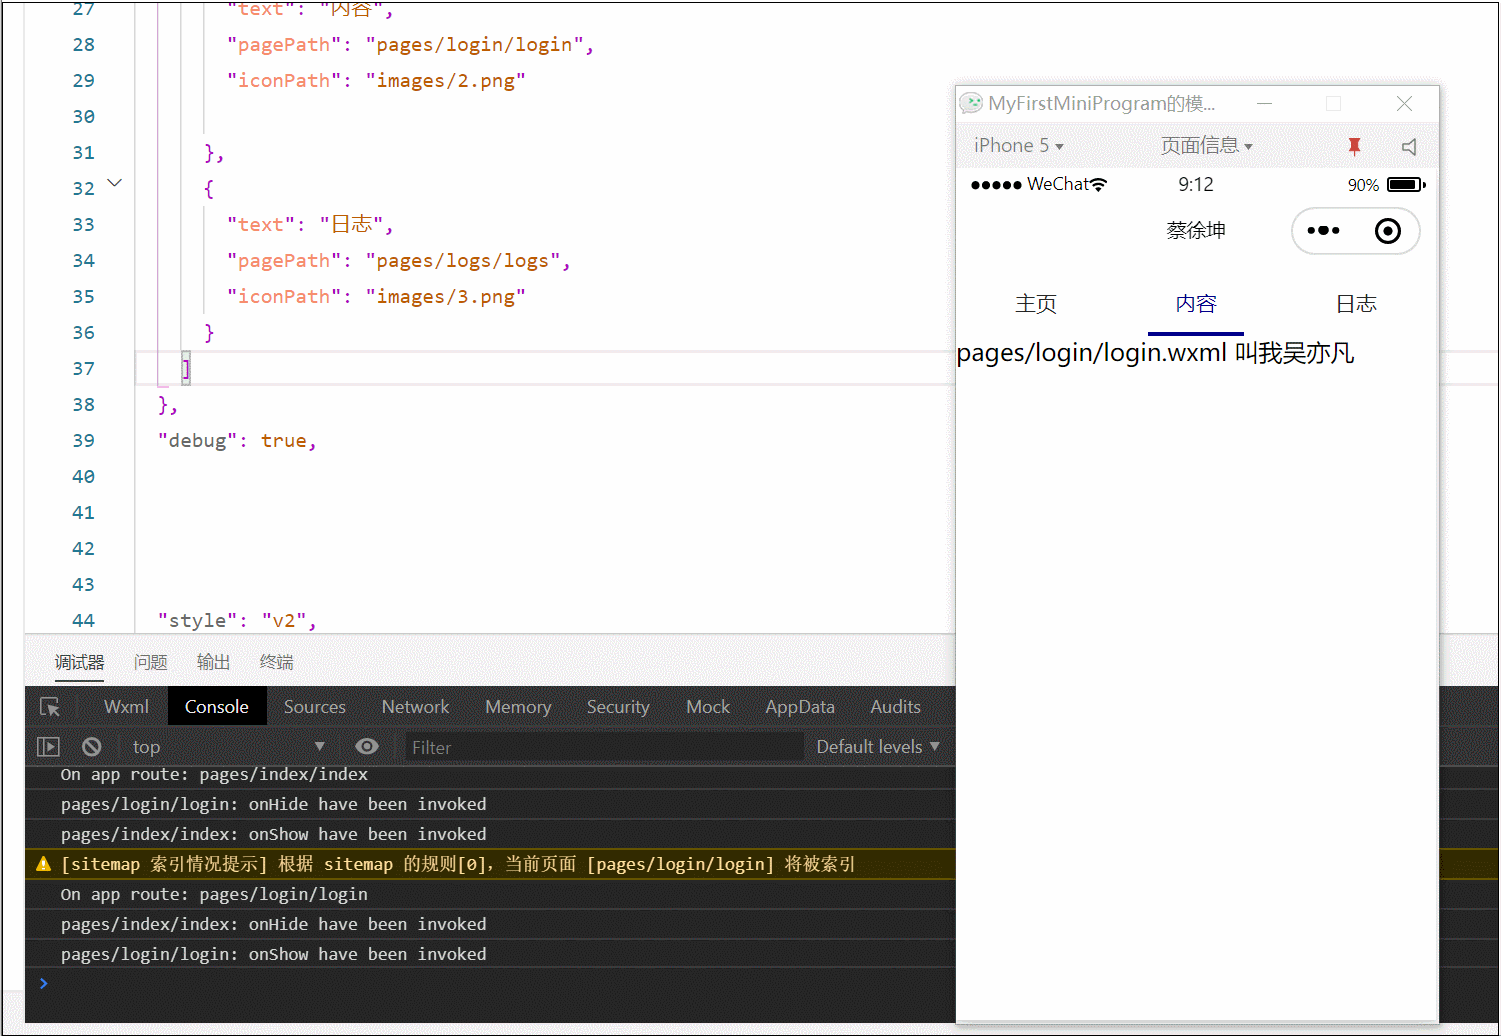 27 "text": "内容",
28 "pagePath": "pages/login/login",
29 "iconPath": "images/2.png"
30
31 },
32 {
33 "text": "日志",
34 "pagePath": "pages/logs/logs",
35 "iconPath": "images/3.png"
36 }
37 ]
38 },
39 "debug": true,
40
41
42
43
44 "style": "v2",
MyFirstMiniProgram的模...
iPhone 5 页面信息
WeChat 9:12 90%
蔡徐坤
主页 内容 日志
pages/login/login.wxml 叫我吴亦凡
调试器 问题 输出 终端
Wxml Console Sources Network Memory Security Mock AppData Audits
top Filter Default levels
On app route: pages/index/index
pages/login/login: onHide have been invoked
pages/index/index: onShow have been invoked
[sitemap 索引情况提示] 根据 sitemap 的规则[0]，当前页面 [pages/login/login] 将被索引
On app route: pages/login/login
pages/index/index: onHide have been invoked
pages/login/login: onShow have been invoked
>